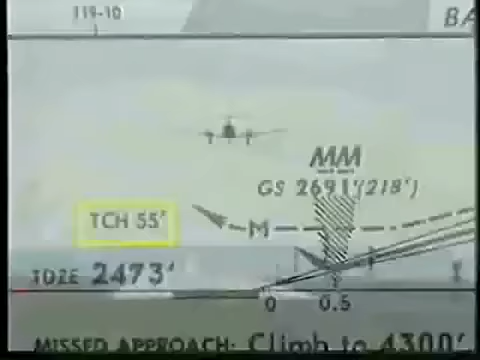 119-10
BA
MM
GS 2691'(218')
TCH 55'
M
TDZE 2473'
0 0.5
MISSED APPROACH: Climb to 4300'